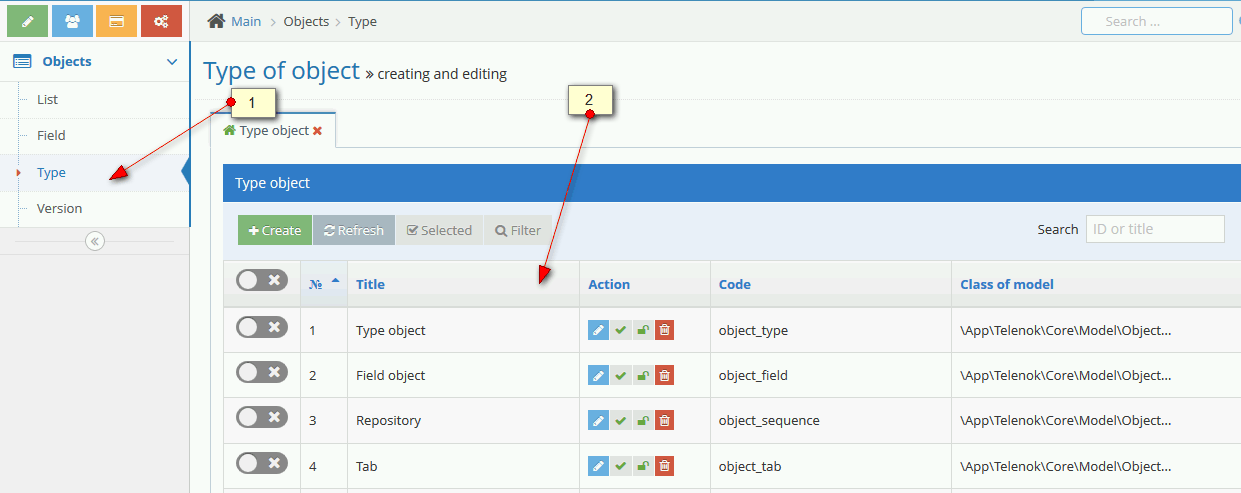 Main > Objects > Type
Search ...
Objects
List
Field
Type
Version
Type of object » creating and editing
1
2
Type object
Type object
Create Refresh Selected Filter
Search ID or title
№ Title Action Code Class of model
1 Type object object_type \App\Telenok\Core\Model\Object...
2 Field object object_field \App\Telenok\Core\Model\Object...
3 Repository object_sequence \App\Telenok\Core\Model\Object...
4 Tab object_tab \App\Telenok\Core\Model\Object...